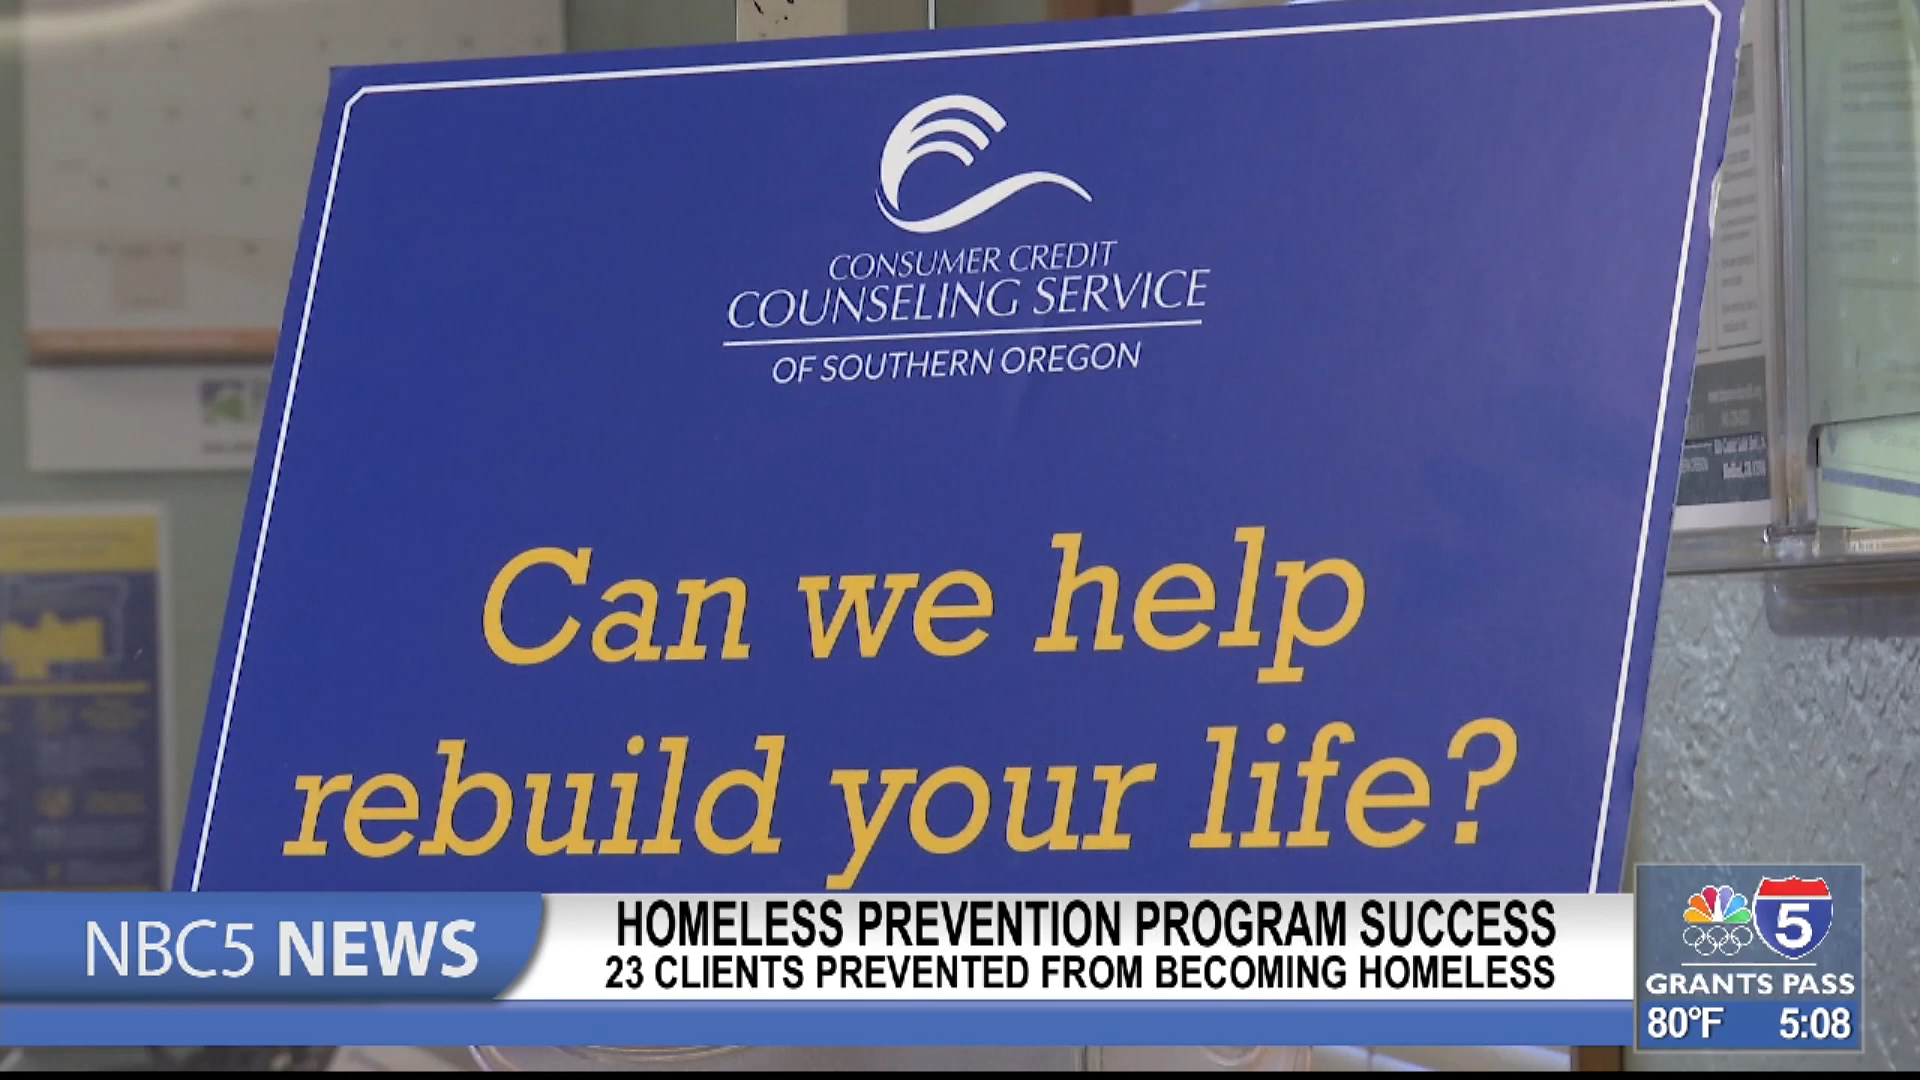 CONSUMER CREDIT
COUNSELING SERVICE
OF SOUTHERN OREGON
Can we help
rebuild your life?
NBC5 NEWS
HOMELESS PREVENTION PROGRAM SUCCESS
23 CLIENTS PREVENTED FROM BECOMING HOMELESS
5
GRANTS PASS
80°F 5:08